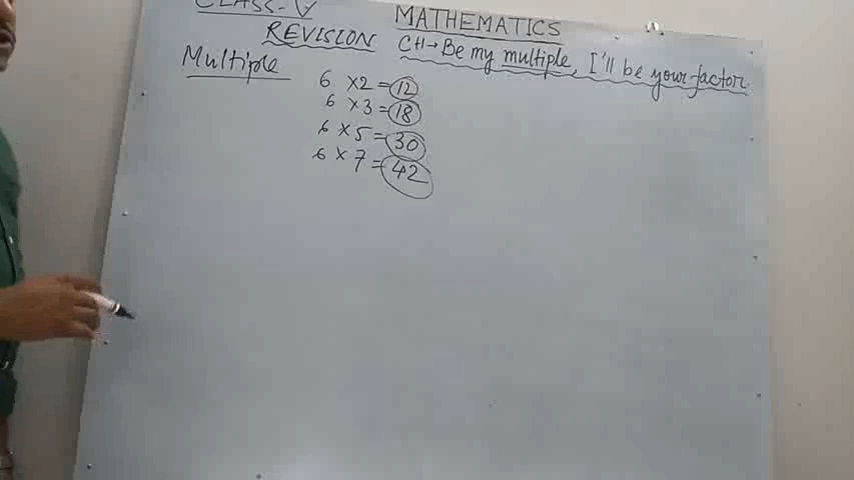 CLASS-V
MATHEMATICS
REVISION
CH→Be my multiple, I'll be your factor
Multiple
6 ×2=12
6 ×3=18
6 ×5=30
6 ×7=42